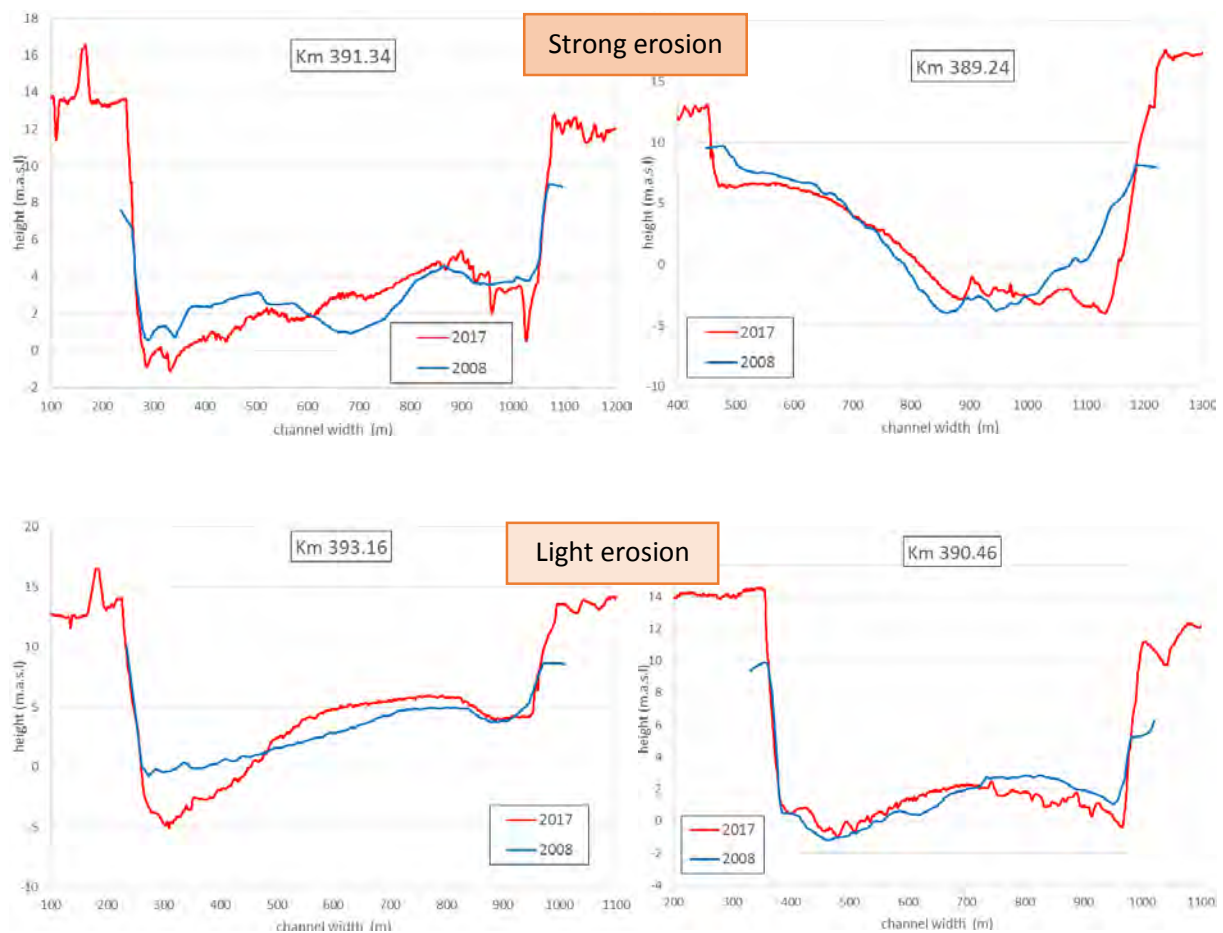 Strong erosion
Km 391.34
18
16
14
12
10
8
6
4
2
0
-2
height (m.a.s.l)
2017
2008
100 200 300 400 500 600 700 800 900 1000 1100 1200
channel width (m)
Km 389.24
15
10
5
0
-5
-10
height (m.a.s.l)
2017
2008
400 500 600 700 800 900 1000 1100 1200 1300
channel width (m)
Light erosion
Km 393.16
20
15
10
5
0
-5
-10
height (m.a.s.l)
2017
2008
100 200 300 400 500 600 700 800 900 1000 1100
channel width (m)
Km 390.46
14
12
10
8
6
4
2
0
-2
-4
height (m.a.s.l)
2017
2008
200 300 400 500 600 700 800 900 1000 1100
channel width (m)